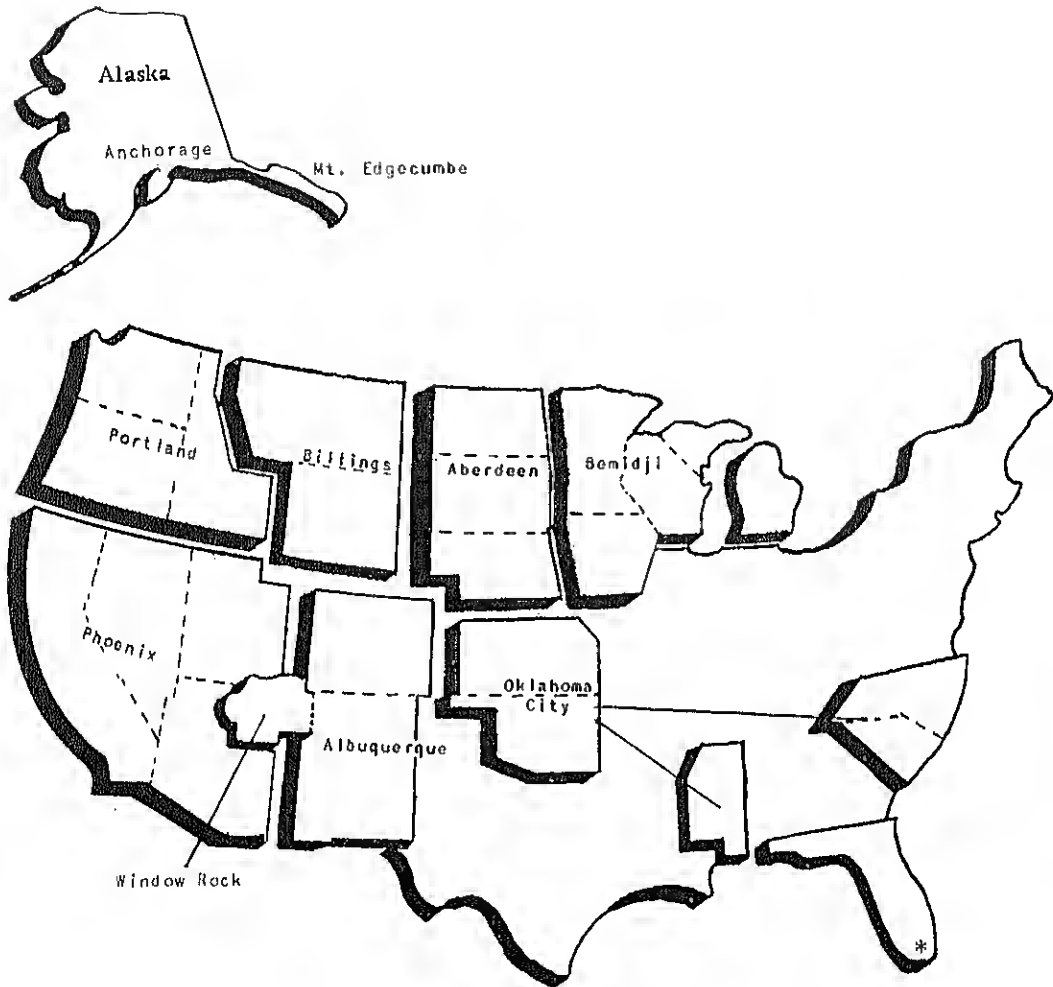 Alaska
Anchorage
Mt. Edgecumbe
Portland
Billings
Aberdeen
Bemidji
Phoenix
Oklahoma
City
Albuquerque
Window Rock
*